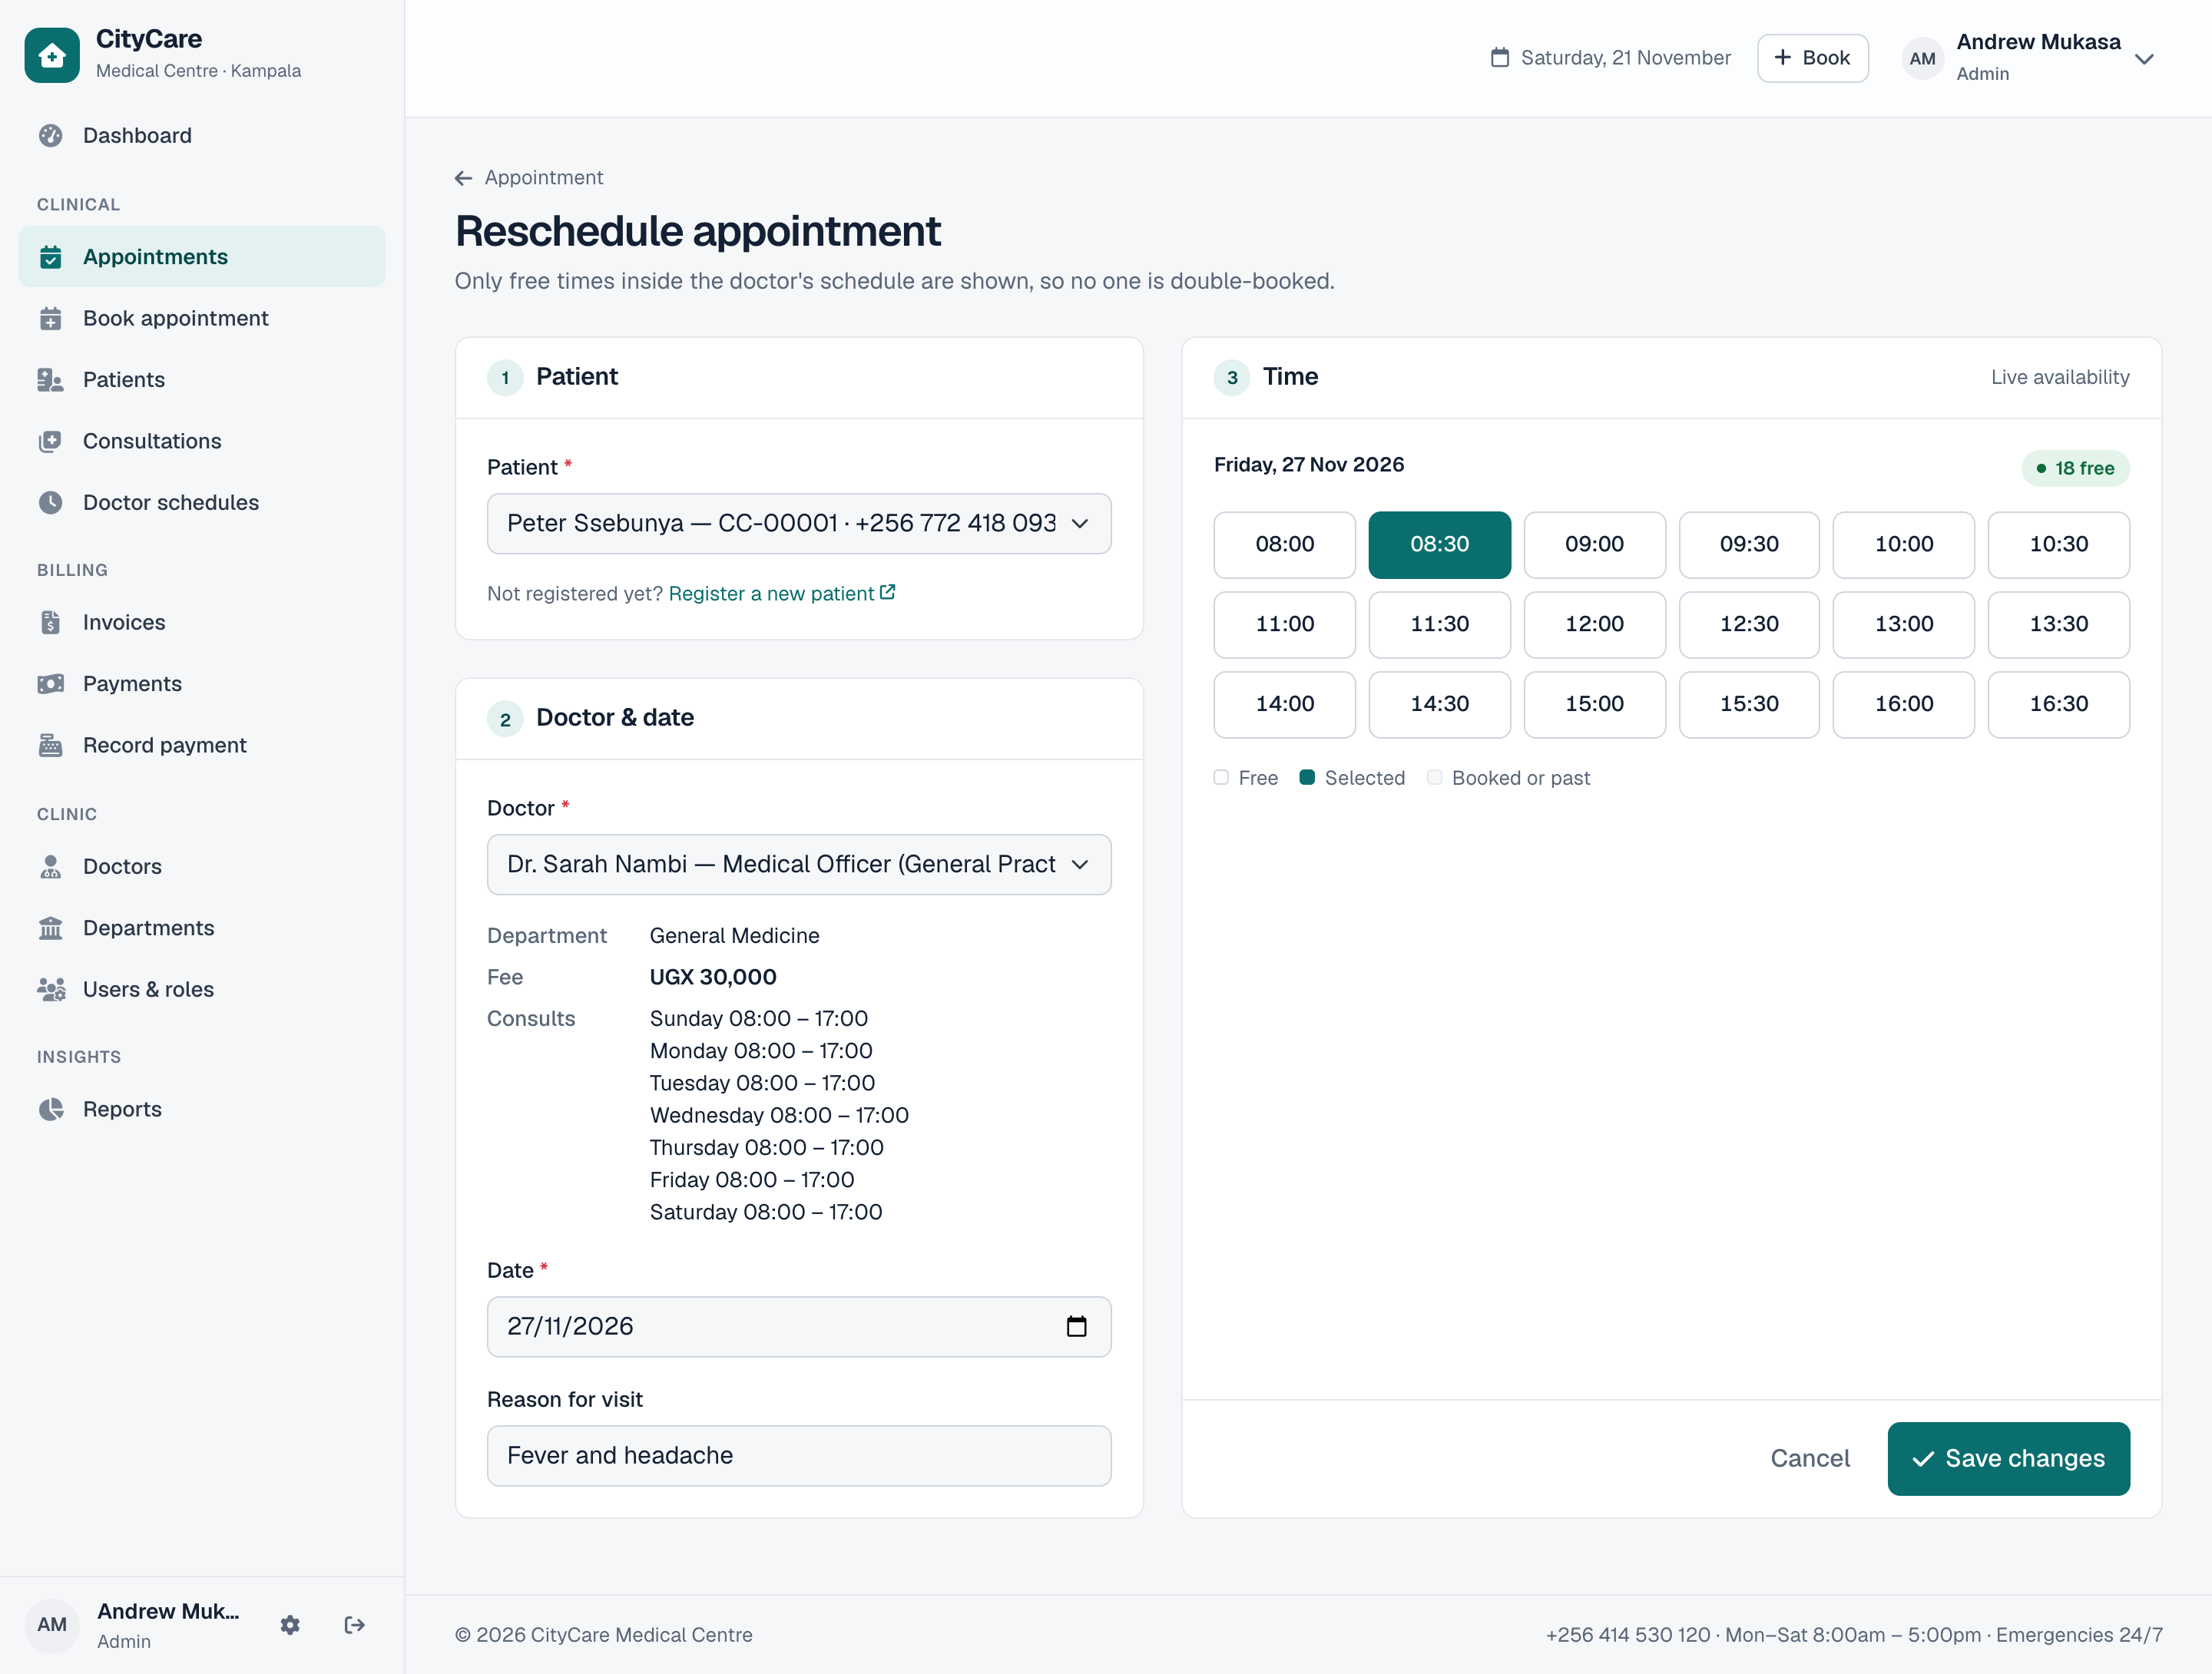 CityCare
Medical Centre · Kampala
Dashboard
CLINICAL
Appointments
Book appointment
Patients
Consultations
Doctor schedules
BILLING
Invoices
Payments
Record payment
CLINIC
Doctors
Departments
Users & roles
INSIGHTS
Reports
AM
Andrew Muk...
Admin
Saturday, 21 November
Book
AM
Andrew Mukasa
Admin
Appointment
Reschedule appointment
Only free times inside the doctor's schedule are shown, so no one is double-booked.
1 Patient
Patient *
Peter Ssebunya — CC-00001 · +256 772 418 093
Not registered yet? Register a new patient
2 Doctor & date
Doctor *
Dr. Sarah Nambi — Medical Officer (General Pract
Department General Medicine
Fee UGX 30,000
Consults Sunday 08:00 – 17:00
Monday 08:00 – 17:00
Tuesday 08:00 – 17:00
Wednesday 08:00 – 17:00
Thursday 08:00 – 17:00
Friday 08:00 – 17:00
Saturday 08:00 – 17:00
Date *
27/11/2026
Reason for visit
Fever and headache
3 Time Live availability
Friday, 27 Nov 2026 18 free
08:00 08:30 09:00 09:30 10:00 10:30
11:00 11:30 12:00 12:30 13:00 13:30
14:00 14:30 15:00 15:30 16:00 16:30
Free Selected Booked or past
Cancel Save changes
© 2026 CityCare Medical Centre
+256 414 530 120 · Mon–Sat 8:00am – 5:00pm · Emergencies 24/7